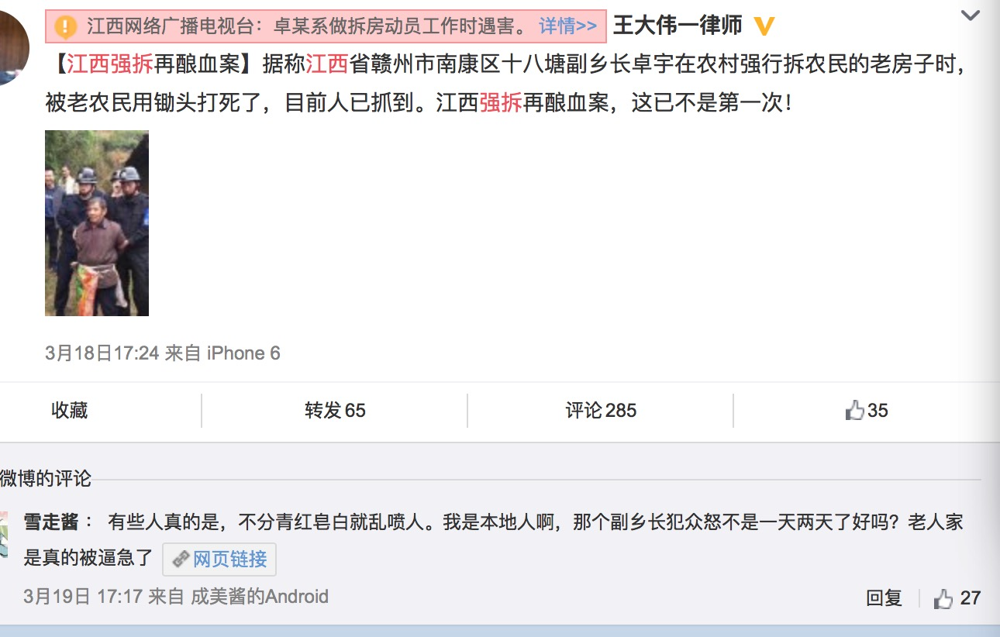 江西网络广播电视台：卓某系做拆房动员工作时遇害。 详情>> 王大伟一律师
【江西强拆再酿血案】据称江西省赣州市南康区十八塘副乡长卓宇在农村强行拆农民的老房子时，
被老农民用锄头打死了，目前人已抓到。江西强拆再酿血案，这已不是第一次！
3月18日17:24 来自 iPhone 6
收藏 转发 65 评论 285 35
微博的评论
雪走酱： 有些人真的是，不分青红皂白就乱喷人。我是本地人啊，那个副乡长犯众怒不是一天两天了好吗？老人家
是真的被逼急了 网页链接
3月19日 17:17 来自 成美酱的Android 回复 27